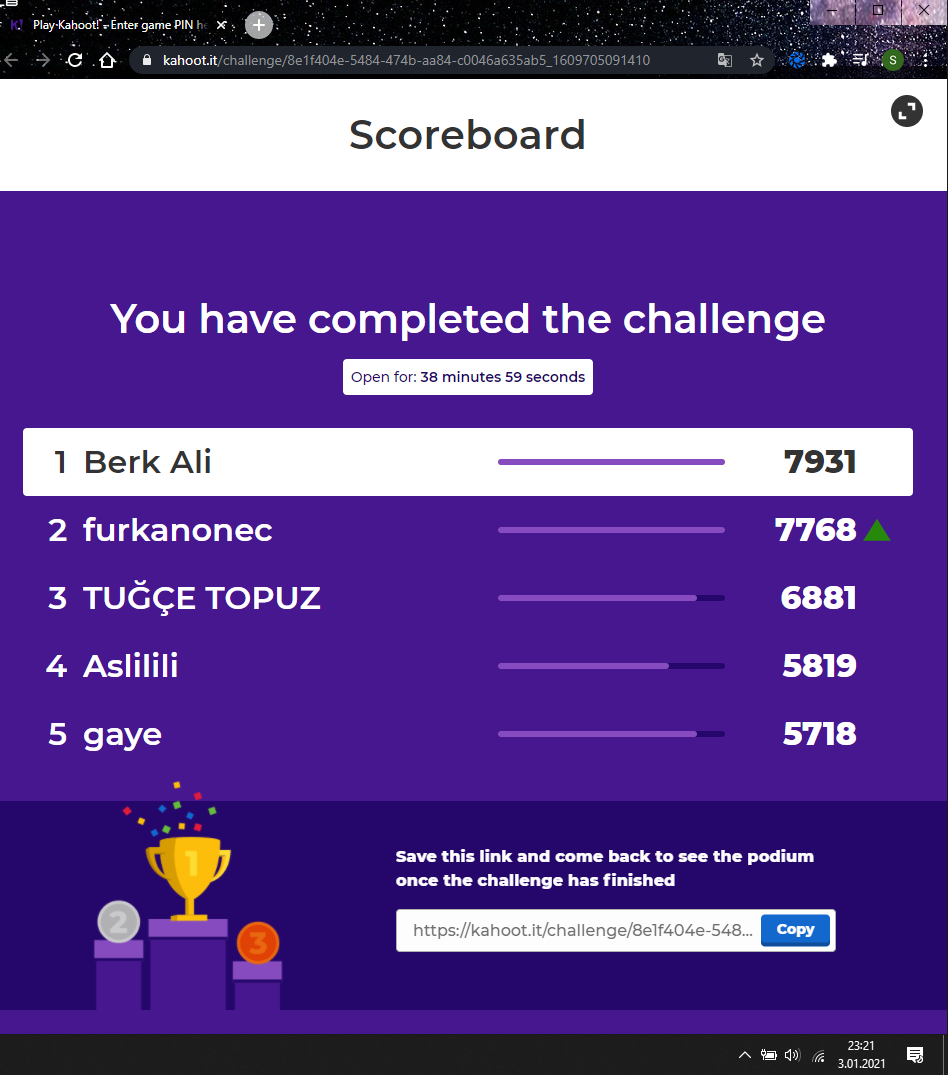 Play Kahoot! - Enter game PIN he
kahoot.it/challenge/8e1f404e-5484-474b-aa84-c0046a635ab5_1609705091410
S
Scoreboard
You have completed the challenge
Open for: 38 minutes 59 seconds
1 Berk Ali 7931
2 furkanonec 7768
3 TUĞÇE TOPUZ 6881
4 Aslilili 5819
5 gaye 5718
1
2
3
Save this link and come back to see the podium
once the challenge has finished
https://kahoot.it/challenge/8e1f404e-548... Copy
23:21
3.01.2021